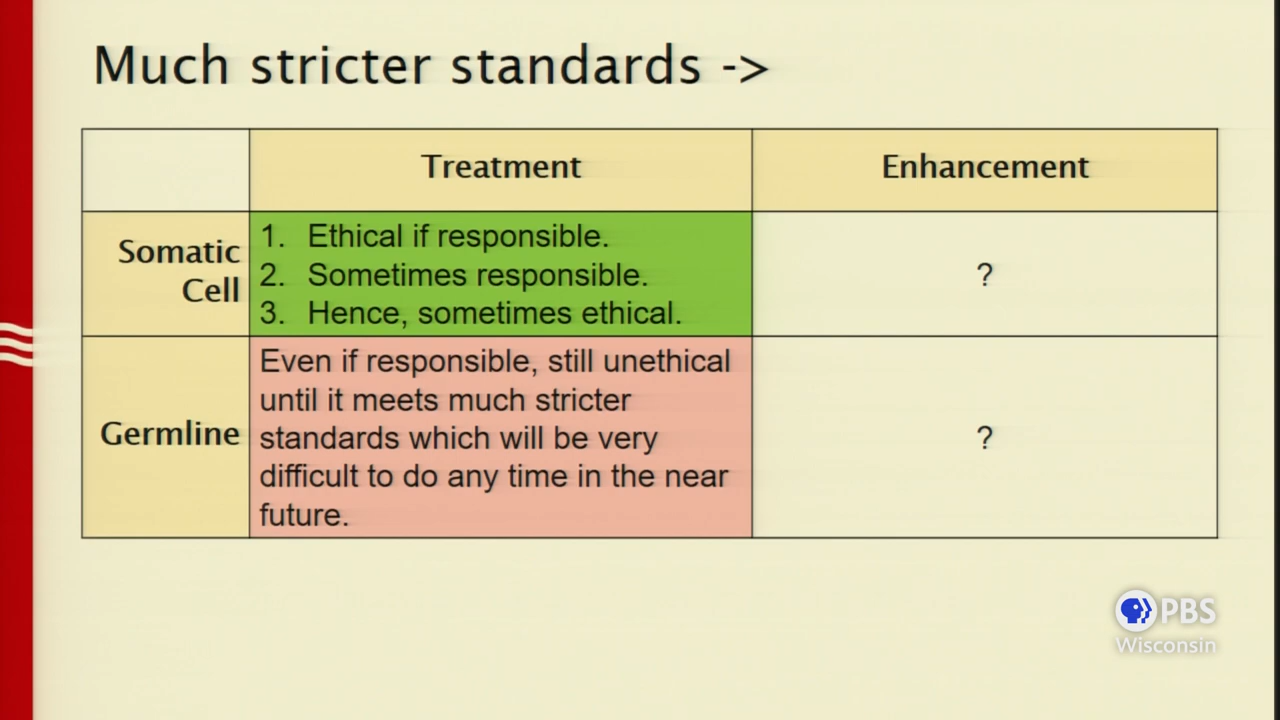 Much stricter standards ->
Treatment
Enhancement
Somatic
Cell
1. Ethical if responsible.
2. Sometimes responsible.
3. Hence, sometimes ethical.
?
Germline
Even if responsible, still unethical
until it meets much stricter
standards which will be very
difficult to do any time in the near
future.
?
PBS
Wisconsin